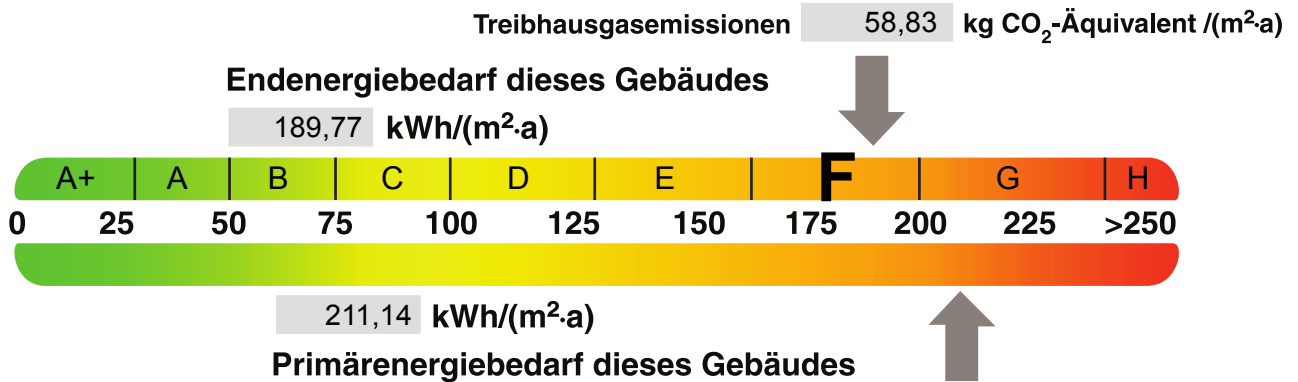 Treibhausgasemissionen 58,83 kg CO₂-Äquivalent /(m²·a)
Endenergiebedarf dieses Gebäudes
189,77 kWh/(m²·a)
A+ A B C D E F G H
0 25 50 75 100 125 150 175 200 225 >250
211,14 kWh/(m²·a)
Primärenergiebedarf dieses Gebäudes